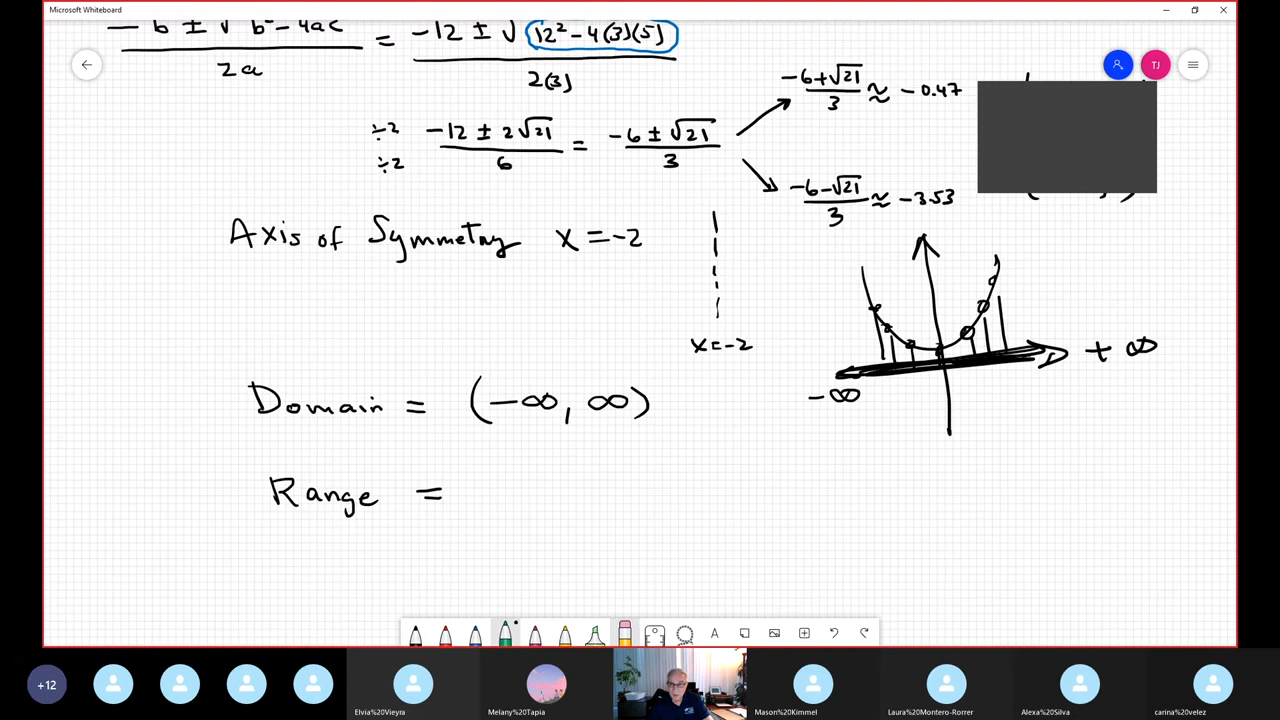 Microsoft Whiteboard
−b ± √b²−4ac / 2a = −12 ± √12²−4(3)(5) / 2(3)
TJ
÷2 −12 ± 2√21 / ÷2 6 = −6 ± √21 / 3
−6+√21 / 3 ≈ −0.47
−6−√21 / 3 ≈ −3.53
Axis of Symmetry x = −2
x = −2
+∞
−∞
Domain = (−∞, ∞)
Range =
A
+12
Elvia%20Vieyra
Melany%20Tapia
Mason%20Kimmel
Laura%20Montero-Rorrer
Alexa%20Silva
carina%20velez